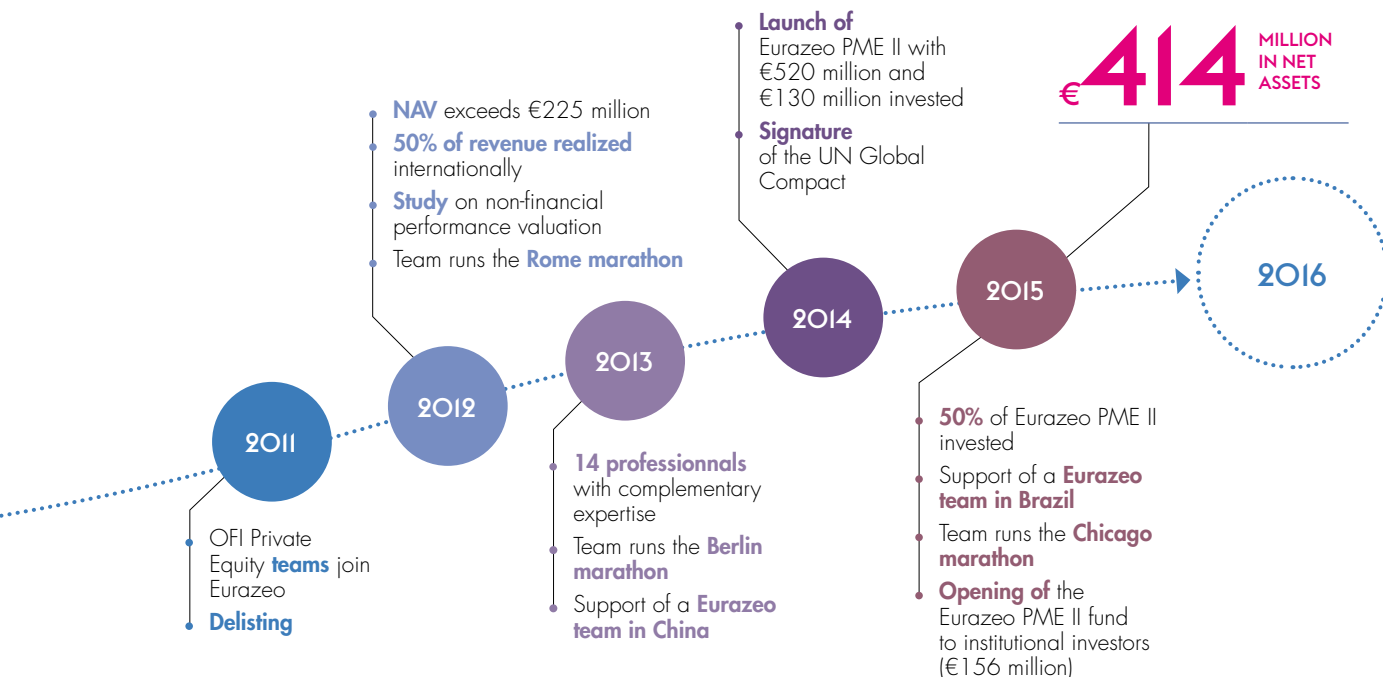 2011
OFI Private
Equity teams join
Eurazeo
Delisting
NAV exceeds €225 million
50% of revenue realized
internationally
Study on non-financial
performance valuation
Team runs the Rome marathon
2012
2013
14 professionnals
with complementary
expertise
Team runs the Berlin
marathon
Support of a Eurazeo
team in China
Launch of
Eurazeo PME II with
€520 million and
€130 million invested
Signature
of the UN Global
Compact
2014
€414
MILLION
IN NET
ASSETS
2015
50% of Eurazeo PME II
invested
Support of a Eurazeo
team in Brazil
Team runs the Chicago
marathon
Opening of the
Eurazeo PME II fund
to institutional investors
(€156 million)
2016